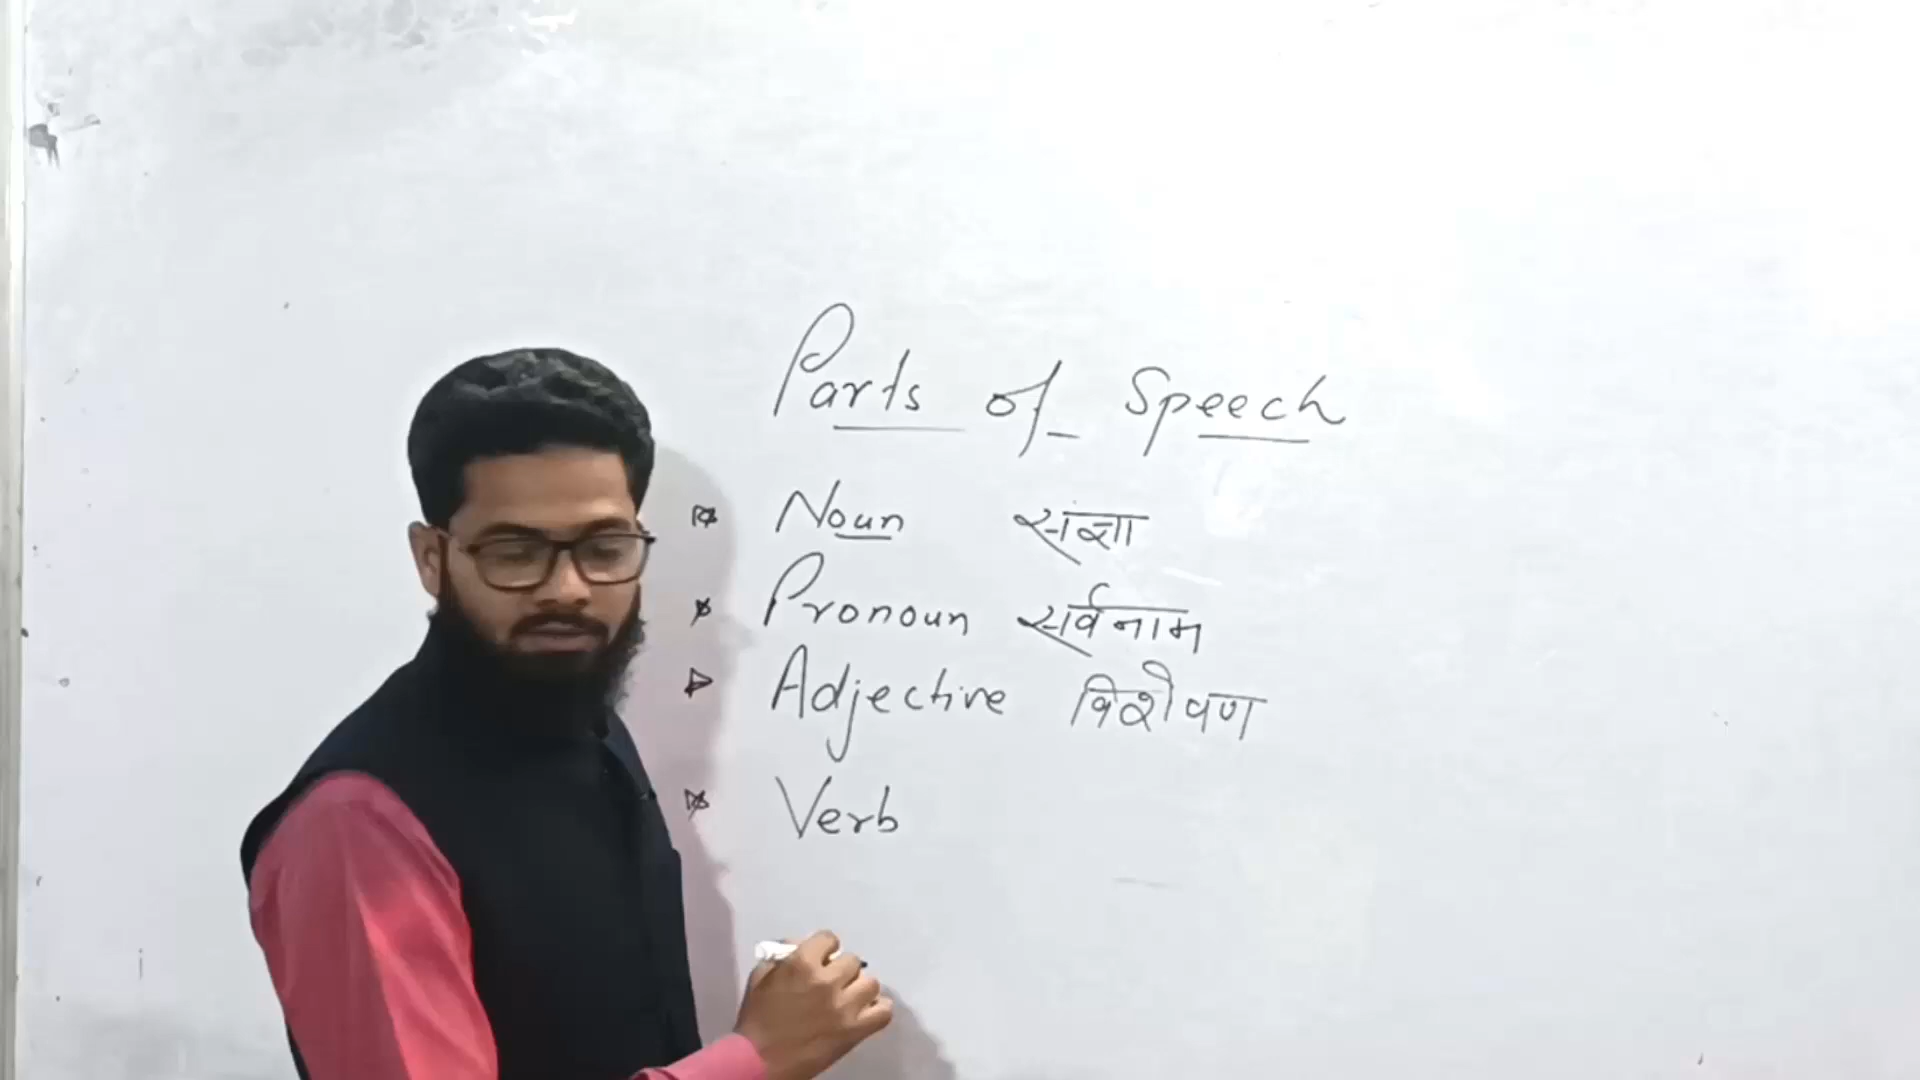 Parts of Speech
Noun संज्ञा
Pronoun सर्वनाम
Adjective विशेषण
Verb